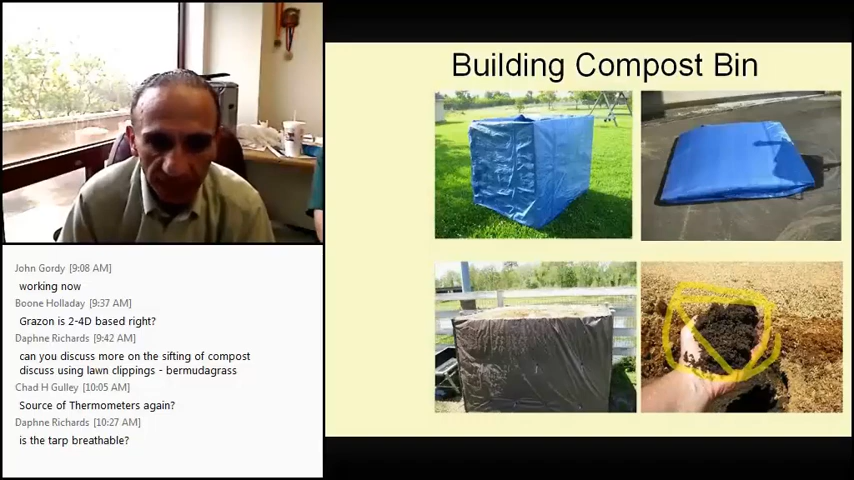 Building Compost Bin
John Gordy [9:08 AM]
working now
Boone Holladay [9:37 AM]
Grazon is 2-4D based right?
Daphne Richards [9:42 AM]
can you discuss more on the sifting of compost
discuss using lawn clippings - bermudagrass
Chad H Gulley [10:05 AM]
Source of Thermometers again?
Daphne Richards [10:27 AM]
is the tarp breathable?